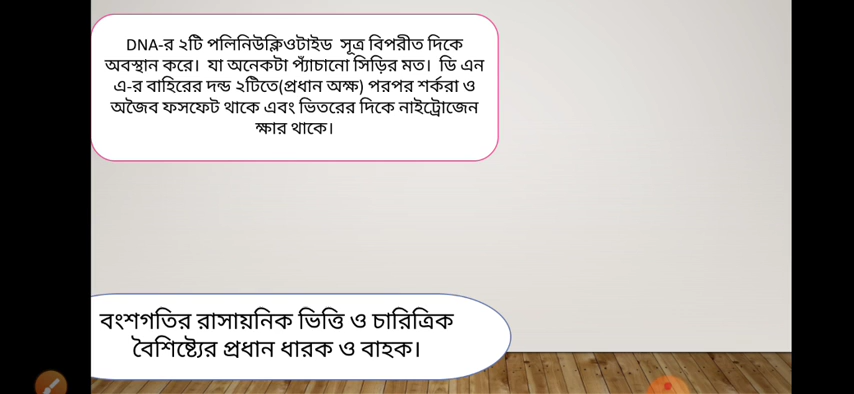 DNA-র ২টি পলিনিউক্লিওটাইড সূত্র বিপরীত দিকে
অবস্থান করে। যা অনেকটা প্যাঁচানো সিড়ির মত। ডি এন
এ-র বাহিরের দন্ড ২টিতে(প্রধান অক্ষ) পরপর শর্করা ও
অজৈব ফসফেট থাকে এবং ভিতরের দিকে নাইট্রোজেন
ক্ষার থাকে।
বংশগতির রাসায়নিক ভিত্তি ও চারিত্রিক
বৈশিষ্ট্যের প্রধান ধারক ও বাহক।